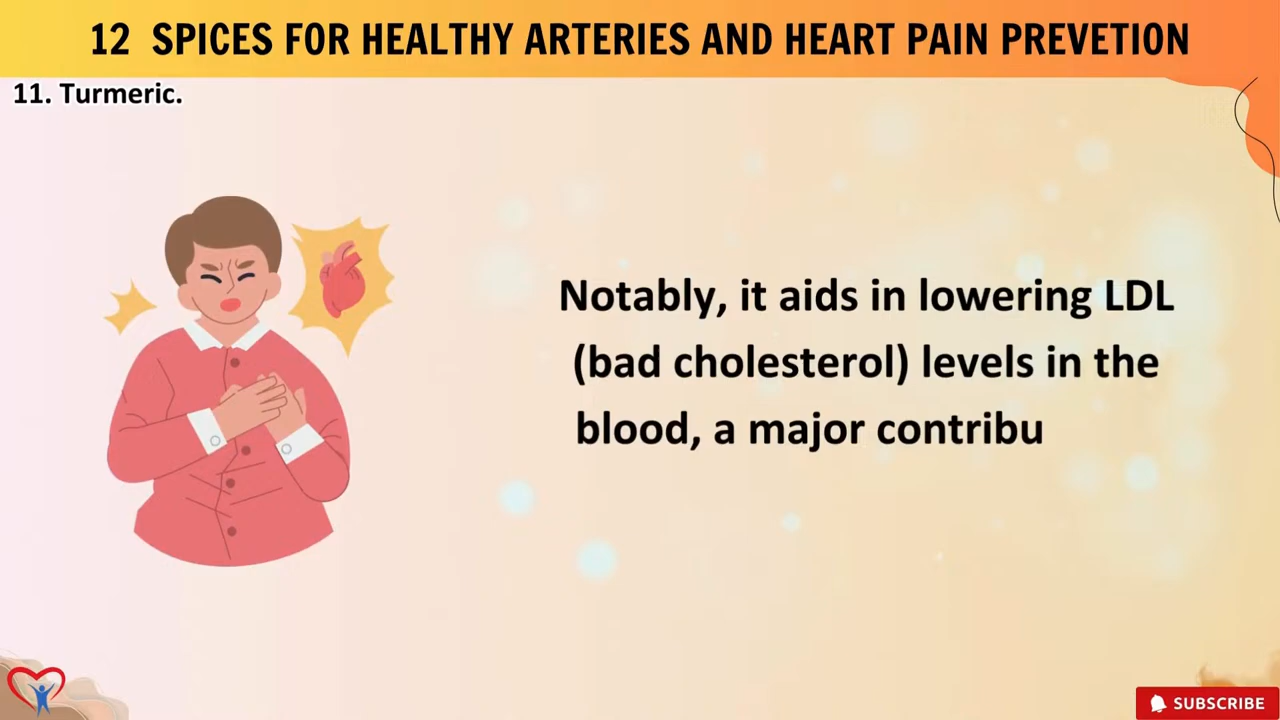 12 SPICES FOR HEALTHY ARTERIES AND HEART PAIN PREVETION
11. Turmeric.
Notably, it aids in lowering LDL
(bad cholesterol) levels in the
blood, a major contribu
SUBSCRIBE